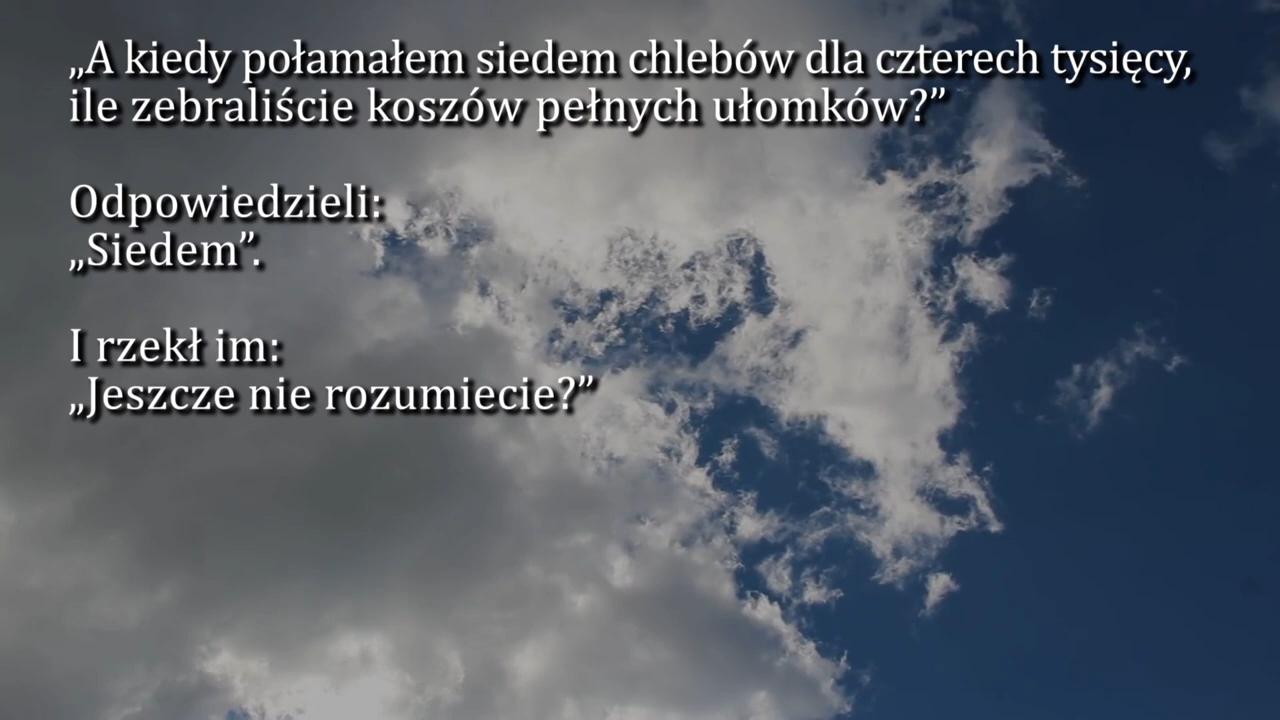 „A kiedy połamałem siedem chlebów dla czterech tysięcy,
ile zebraliście koszów pełnych ułomków?”
Odpowiedzieli:
„Siedem”.
I rzekł im:
„Jeszcze nie rozumiecie?”